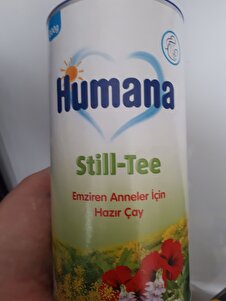 Humana
Still-Tee
Emziren Anneler İçin
Hazır Çay